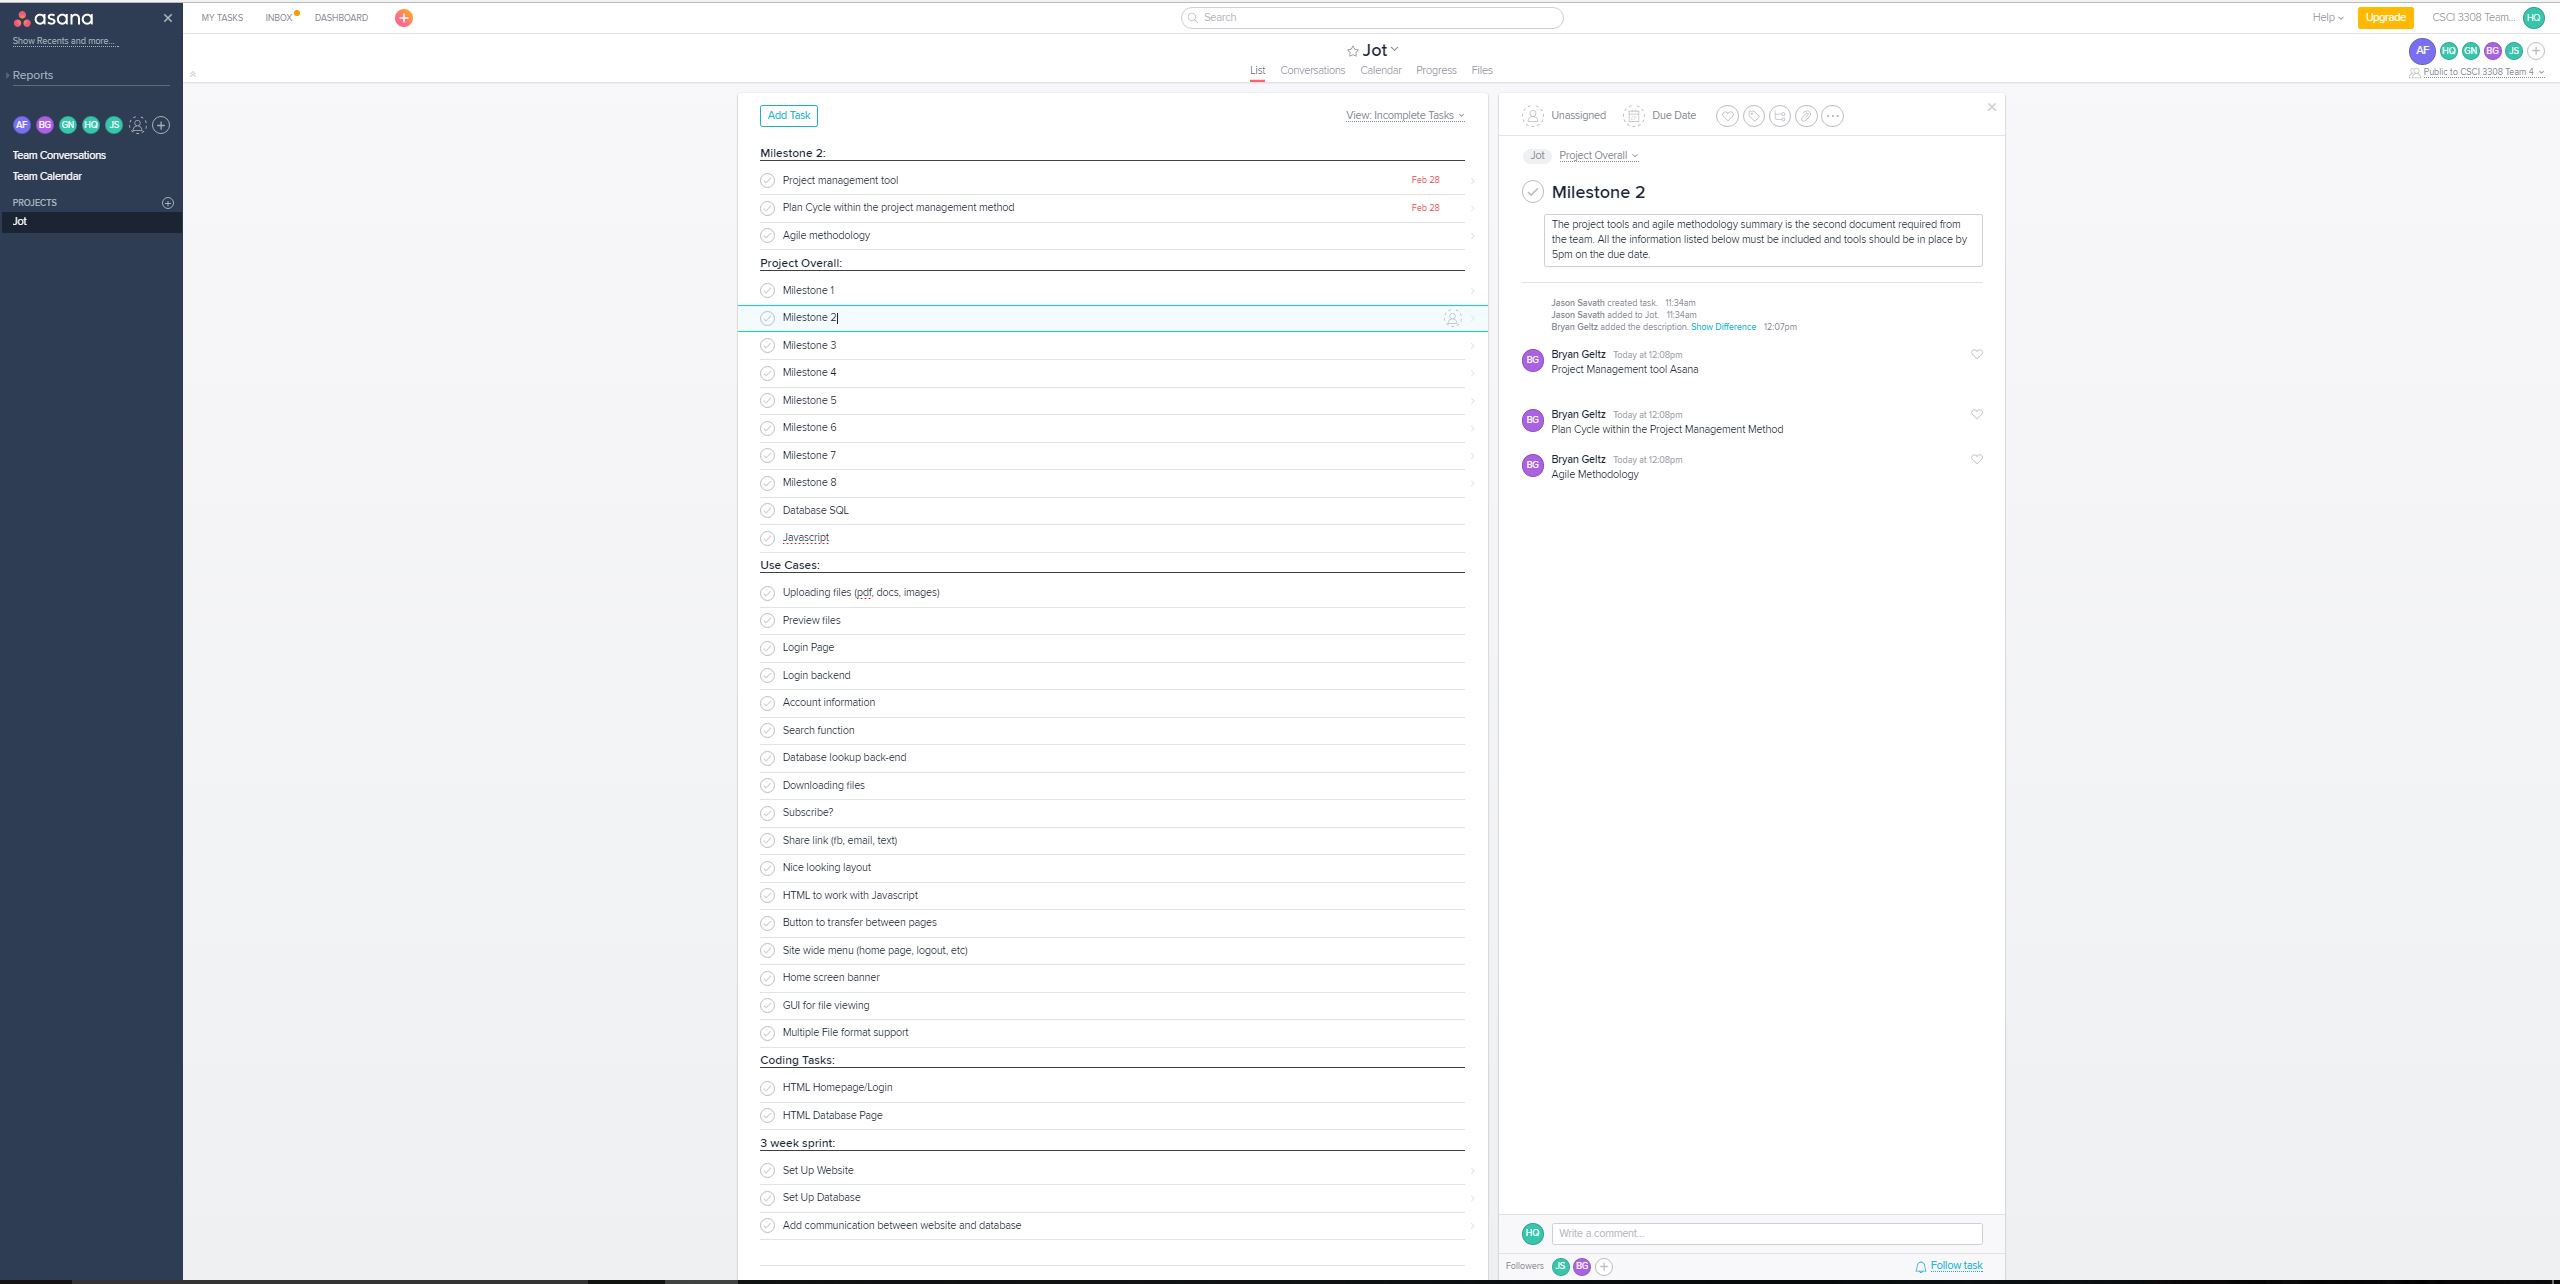 asana
Show Recents and more...
Reports
AF BG GN HQ JS
Team Conversations
Team Calendar
PROJECTS
Jot
MY TASKS INBOX DASHBOARD
Search
Help Upgrade CSCI 3308 Team... HQ
Jot
List Conversations Calendar Progress Files
AF HQ GN BG JS
Public to CSCI 3308 Team 4
Add Task View: Incomplete Tasks
Milestone 2:
Project management tool Feb 28
Plan Cycle within the project management method Feb 28
Agile methodology
Project Overall:
Milestone 1
Milestone 2
Milestone 3
Milestone 4
Milestone 5
Milestone 6
Milestone 7
Milestone 8
Database SQL
Javascript
Use Cases:
Uploading files (pdf, docs, images)
Preview files
Login Page
Login backend
Account information
Search function
Database lookup back-end
Downloading files
Subscribe?
Share link (fb, email, text)
Nice looking layout
HTML to work with Javascript
Button to transfer between pages
Site wide menu (home page, logout, etc)
Home screen banner
GUI for file viewing
Multiple File format support
Coding Tasks:
HTML Homepage/Login
HTML Database Page
3 week sprint:
Set Up Website
Set Up Database
Add communication between website and database
Unassigned Due Date
Jot Project Overall
Milestone 2
The project tools and agile methodology summary is the second document required from
the team. All the information listed below must be included and tools should be in place by
5pm on the due date.
Jason Savath created task. 11:34am
Jason Savath added to Jot. 11:34am
Bryan Geltz added the description. Show Difference 12:07pm
BG Bryan Geltz Today at 12:08pm
Project Management tool Asana
BG Bryan Geltz Today at 12:08pm
Plan Cycle within the Project Management Method
BG Bryan Geltz Today at 12:08pm
Agile Methodology
HQ Write a comment...
Followers JS BG Follow task